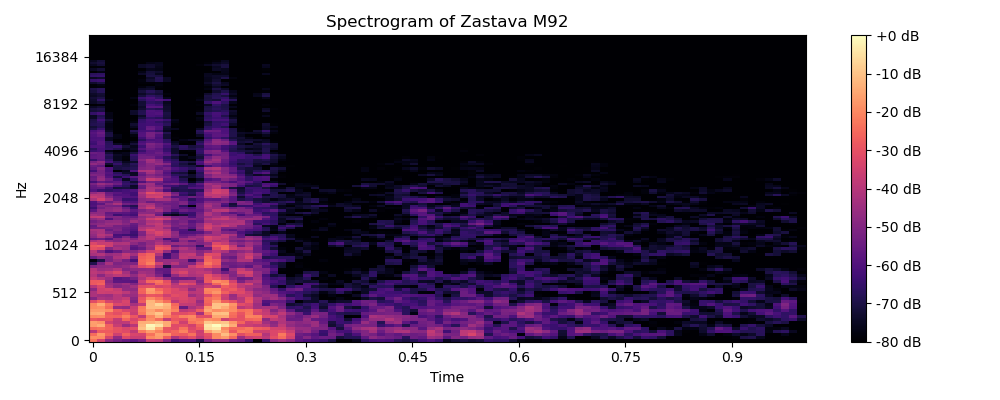 Spectrogram of Zastava M92
16384
8192
4096
2048
1024
512
0
Hz
0
0.15
0.3
0.45
0.6
0.75
0.9
Time
+0 dB
-10 dB
-20 dB
-30 dB
-40 dB
-50 dB
-60 dB
-70 dB
-80 dB